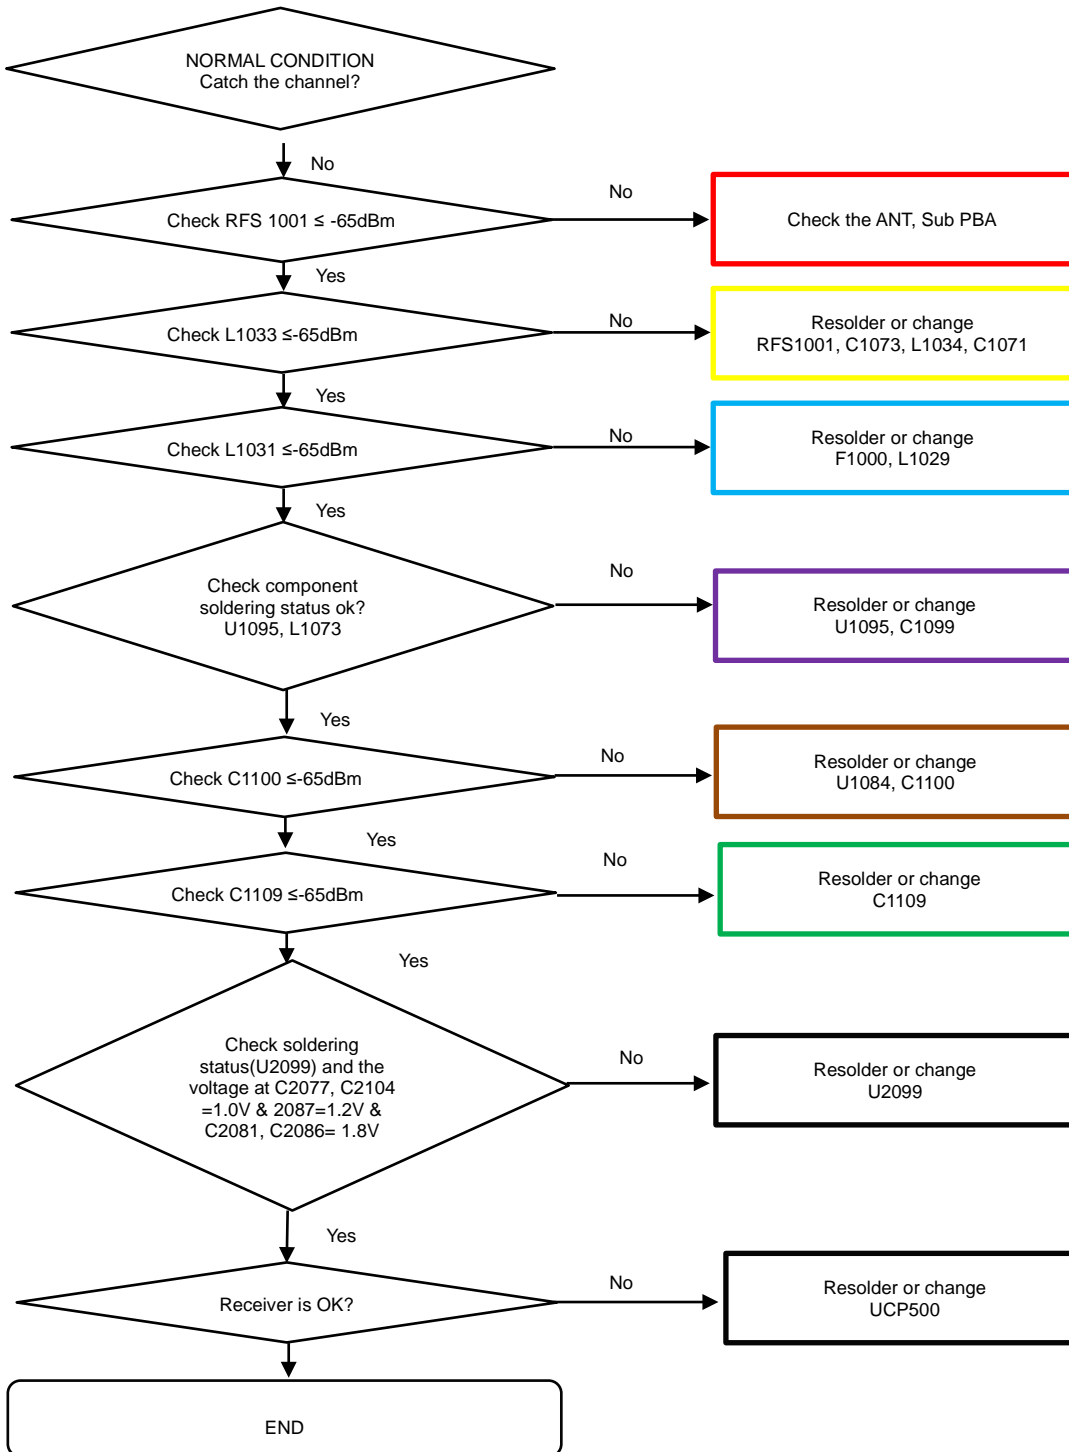 NORMAL CONDITION
Catch the channel?
No
Check RFS 1001 ≤ -65dBm
No
Check the ANT, Sub PBA
Yes
Check L1033 ≤-65dBm
No
Resolder or change
RFS1001, C1073, L1034, C1071
Yes
Check L1031 ≤-65dBm
No
Resolder or change
F1000, L1029
Yes
Check component
soldering status ok?
U1095, L1073
No
Resolder or change
U1095, C1099
Yes
Check C1100 ≤-65dBm
No
Resolder or change
U1084, C1100
Yes
Check C1109 ≤-65dBm
No
Resolder or change
C1109
Yes
Check soldering
status(U2099) and the
voltage at C2077, C2104
=1.0V & 2087=1.2V &
C2081, C2086= 1.8V
No
Resolder or change
U2099
Yes
Receiver is OK?
No
Resolder or change
UCP500
END